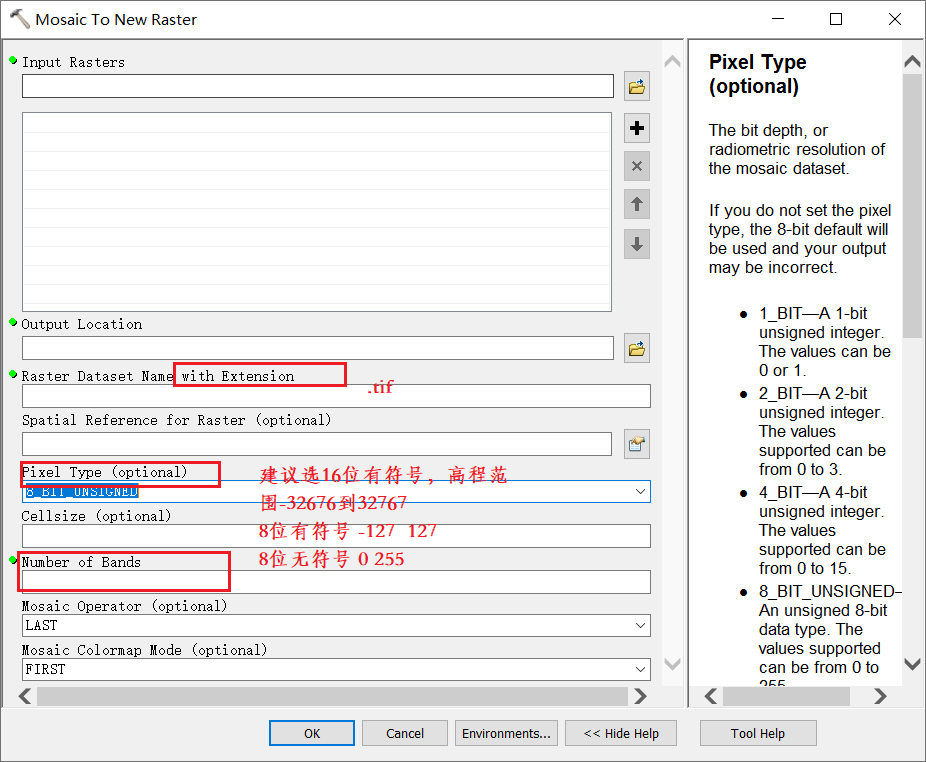 Mosaic To New Raster
Input Rasters
Output Location
Raster Dataset Name with Extension
.tif
Spatial Reference for Raster (optional)
Pixel Type (optional)
8_BIT_UNSIGNED
建议选16位有符号，高程范
围-32676到32767
8位有符号 -127 127
8位无符号 0 255
Cellsize (optional)
Number of Bands
Mosaic Operator (optional)
LAST
Mosaic Colormap Mode (optional)
FIRST
OK
Cancel
Environments...
<< Hide Help
Tool Help
Pixel Type
(optional)
The bit depth, or
radiometric resolution of
the mosaic dataset.
If you do not set the pixel
type, the 8-bit default will
be used and your output
may be incorrect.
● 1_BIT—A 1-bit
unsigned integer.
The values can be
0 or 1.
● 2_BIT—A 2-bit
unsigned integer.
The values
supported can be
from 0 to 3.
● 4_BIT—A 4-bit
unsigned integer.
The values
supported can be
from 0 to 15.
● 8_BIT_UNSIGNED—
An unsigned 8-bit
data type. The
values supported
can be from 0 to
255.